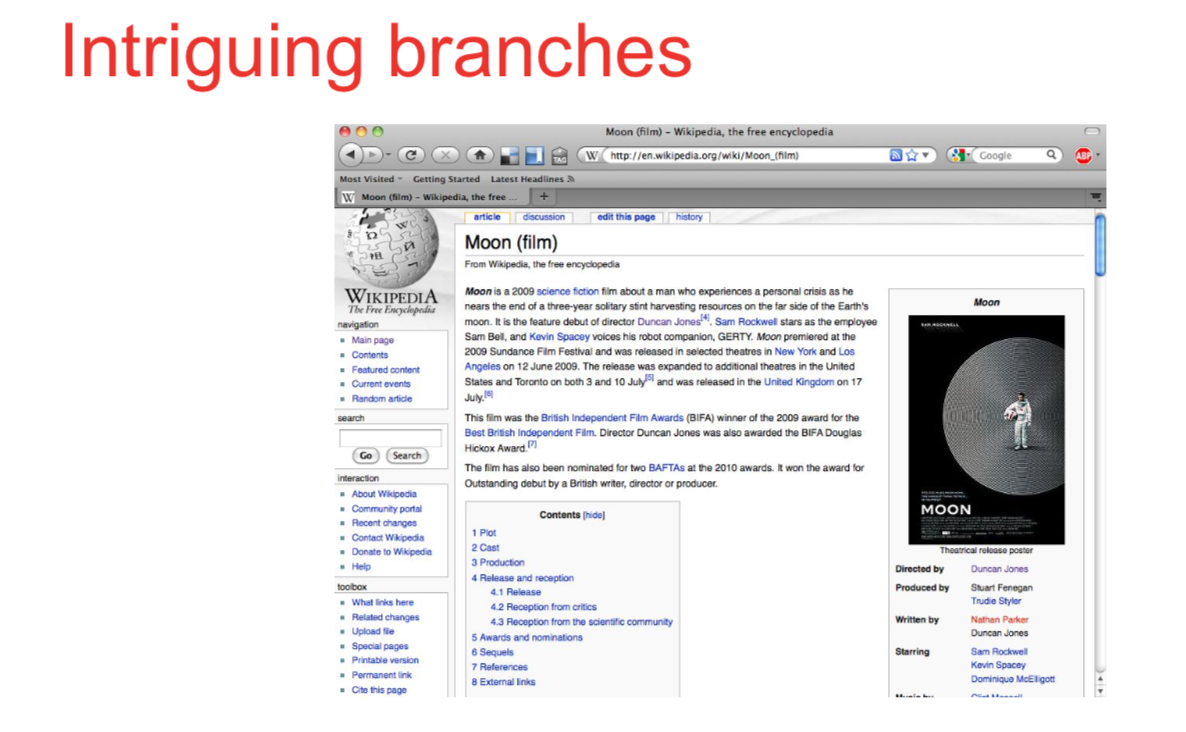 Intriguing branches
Moon (film) – Wikipedia, the free encyclopedia
http://en.wikipedia.org/wiki/Moon_(film)
Google
ABP
Most Visited
Getting Started
Latest Headlines
Moon (film) – Wikipedia, the free ...
article
discussion
edit this page
history
WIKIPEDIA
The Free Encyclopedia
navigation
Main page
Contents
Featured content
Current events
Random article
search
Go
Search
interaction
About Wikipedia
Community portal
Recent changes
Contact Wikipedia
Donate to Wikipedia
Help
toolbox
What links here
Related changes
Upload file
Special pages
Printable version
Permanent link
Cite this page
Moon (film)
From Wikipedia, the free encyclopedia
Moon is a 2009 science fiction film about a man who experiences a personal crisis as he
nears the end of a three-year solitary stint harvesting resources on the far side of the Earth's
moon. It is the feature debut of director Duncan Jones[4]. Sam Rockwell stars as the employee
Sam Bell, and Kevin Spacey voices his robot companion, GERTY. Moon premiered at the
2009 Sundance Film Festival and was released in selected theatres in New York and Los
Angeles on 12 June 2009. The release was expanded to additional theatres in the United
States and Toronto on both 3 and 10 July[5] and was released in the United Kingdom on 17
July.[6]
This film was the British Independent Film Awards (BIFA) winner of the 2009 award for the
Best British Independent Film. Director Duncan Jones was also awarded the BIFA Douglas
Hickox Award.[7]
The film has also been nominated for two BAFTAs at the 2010 awards. It won the award for
Outstanding debut by a British writer, director or producer.
Contents [hide]
1 Plot
2 Cast
3 Production
4 Release and reception
4.1 Release
4.2 Reception from critics
4.3 Reception from the scientific community
5 Awards and nominations
6 Sequels
7 References
8 External links
Moon
SAM ROCKWELL
MOON
Theatrical release poster
Directed by Duncan Jones
Produced by Stuart Fenegan
Trudie Styler
Written by Nathan Parker
Duncan Jones
Starring Sam Rockwell
Kevin Spacey
Dominique McElligott